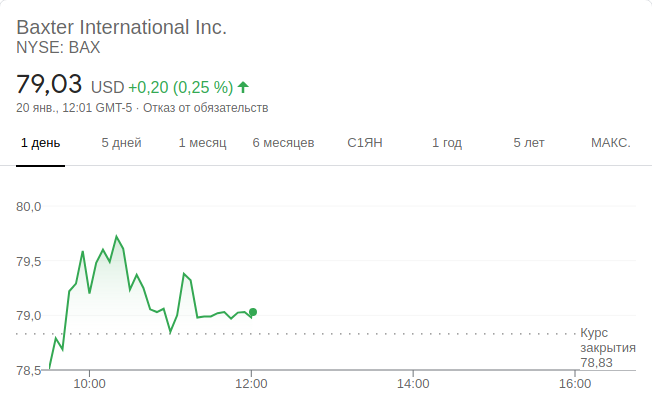 Baxter International Inc.
NYSE: BAX
79,03 USD +0,20 (0,25 %)
20 янв., 12:01 GMT-5 · Отказ от обязательств
1 день 5 дней 1 месяц 6 месяцев С1ЯН 1 год 5 лет МАКС.
80,0
79,5
79,0
Курс
закрытия
78,83
78,5
10:00 12:00 14:00 16:00